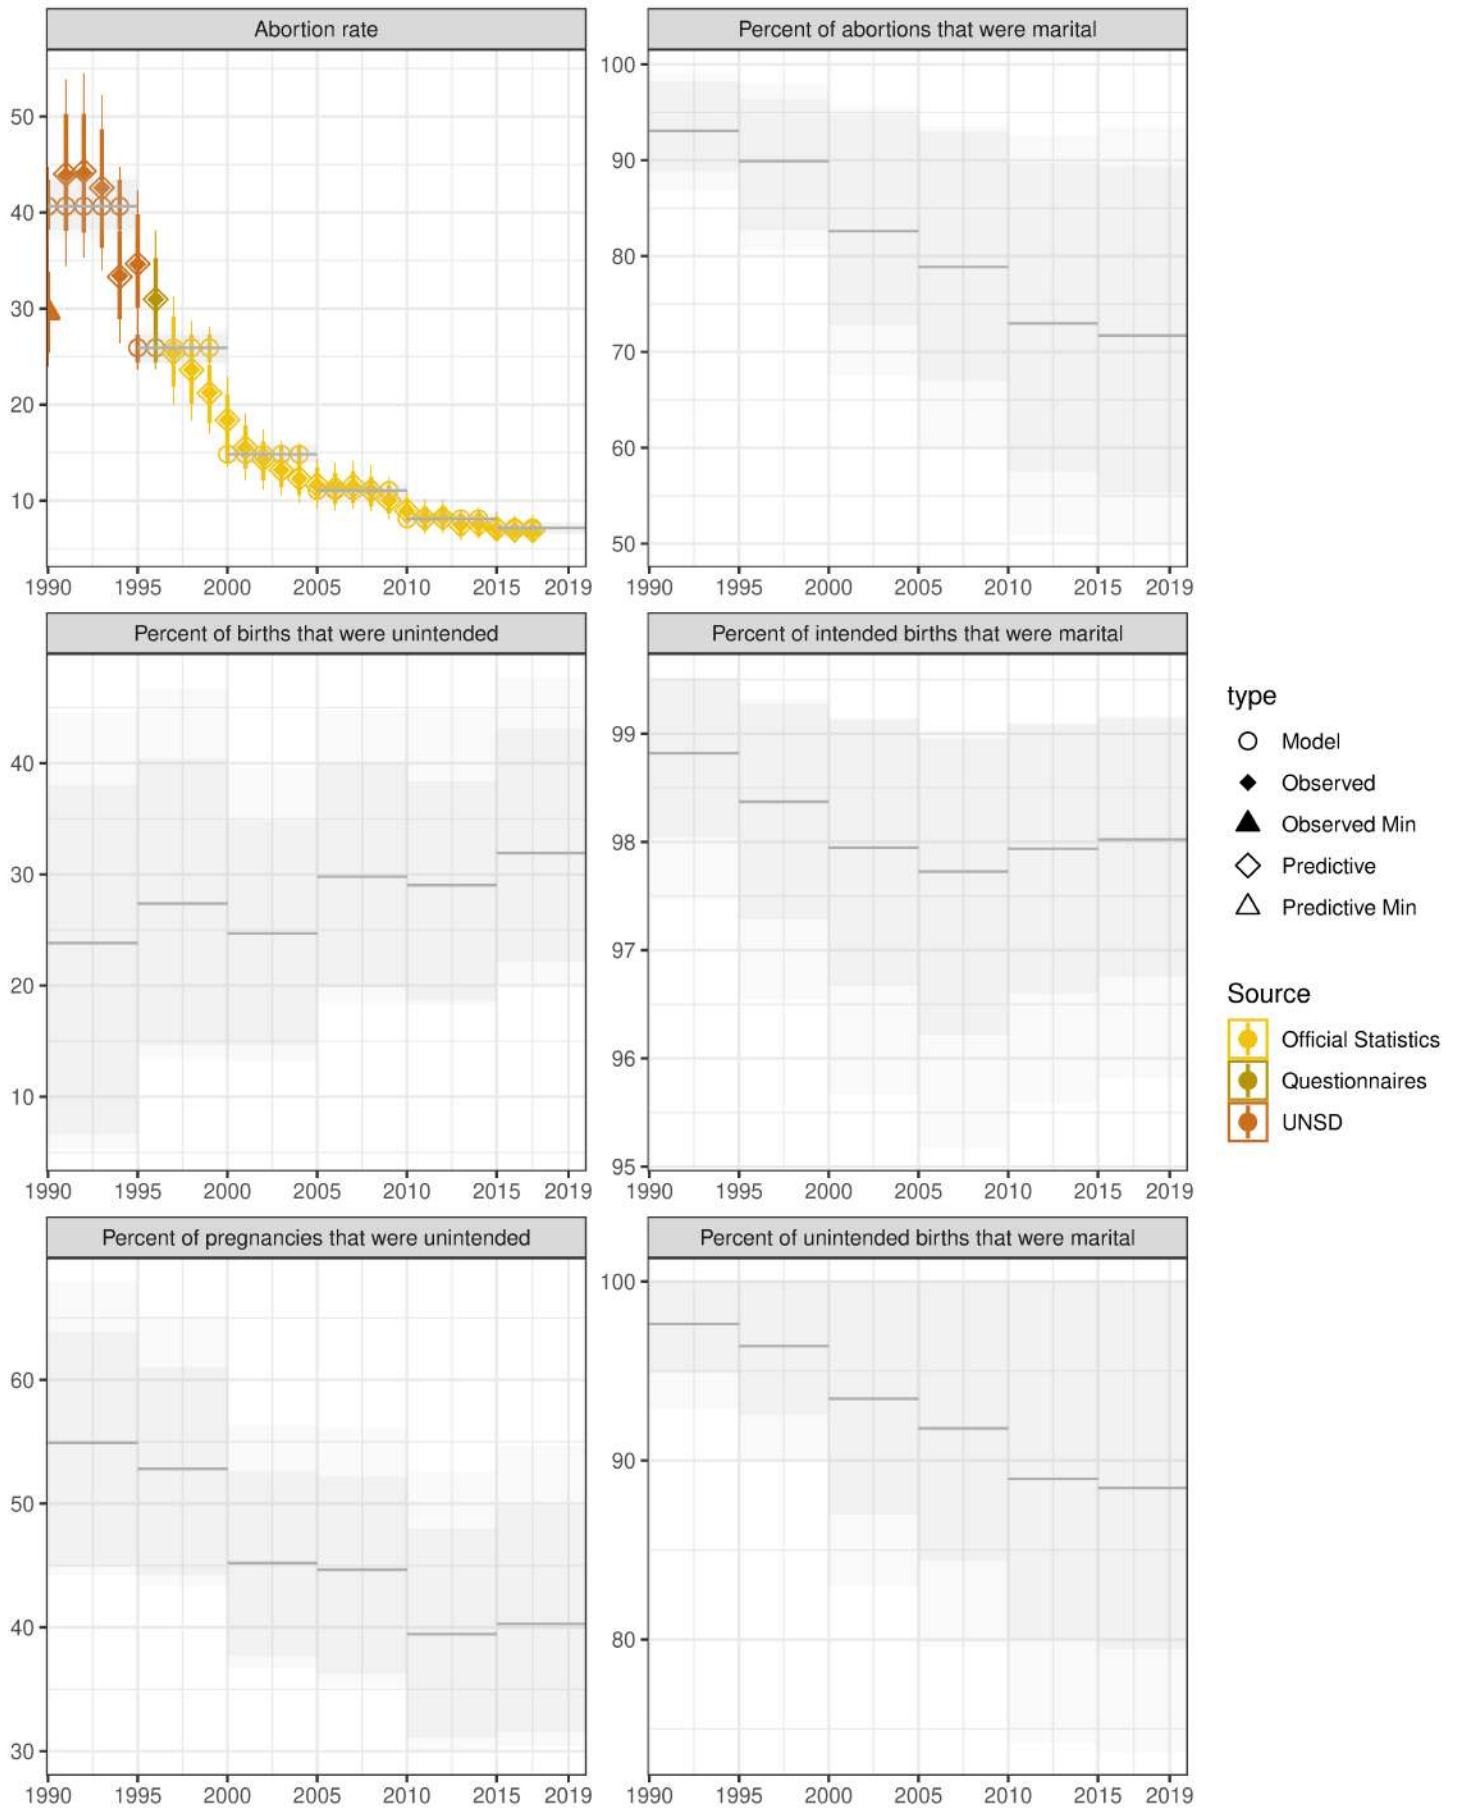 Abortion rate
50
40
30
20
10
1990 1995 2000 2005 2010 2015 2019
Percent of abortions that were marital
100
90
80
70
60
50
1990 1995 2000 2005 2010 2015 2019
Percent of births that were unintended
40
30
20
10
1990 1995 2000 2005 2010 2015 2019
Percent of intended births that were marital
99
98
97
96
95
1990 1995 2000 2005 2010 2015 2019
Percent of pregnancies that were unintended
60
50
40
30
1990 1995 2000 2005 2010 2015 2019
Percent of unintended births that were marital
100
90
80
1990 1995 2000 2005 2010 2015 2019
type
Model
Observed
Observed Min
Predictive
Predictive Min
Source
Official Statistics
Questionnaires
UNSD